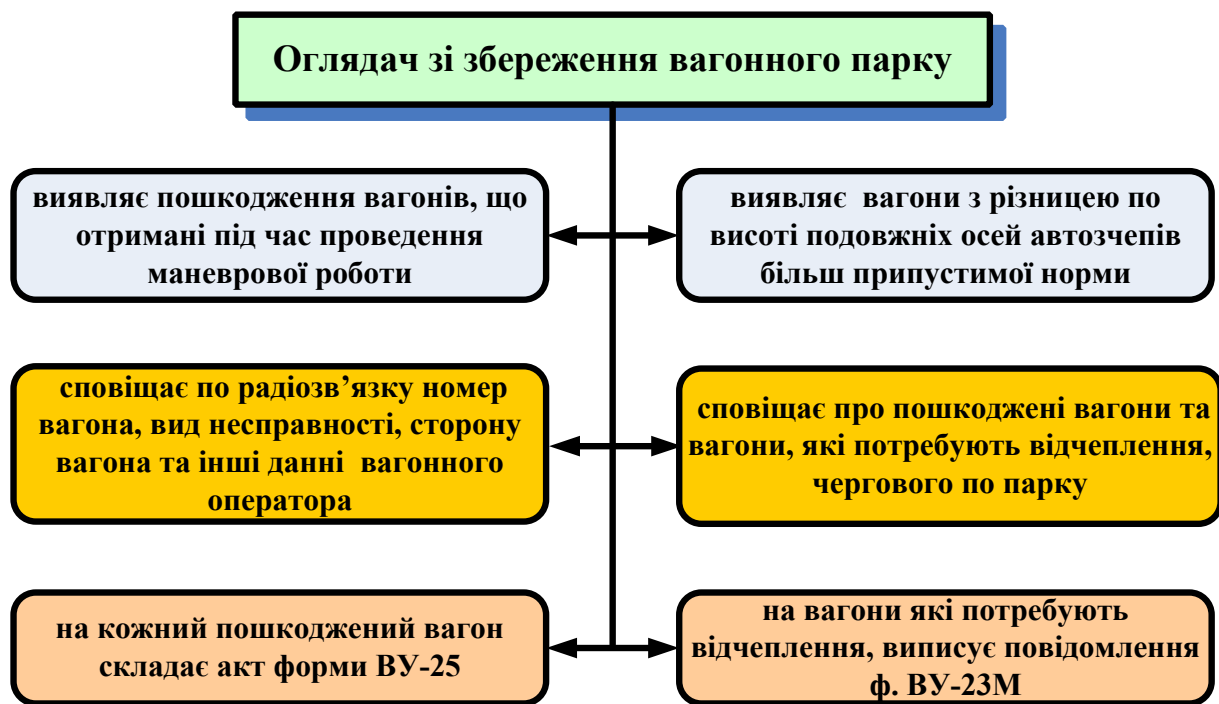 Оглядач зі збереження вагонного парку
виявляє пошкодження вагонів, що
отримані під час проведення
маневрової роботи
виявляє вагони з різницею по
висоті подовжніх осей автозчепів
більш припустимої норми
сповіщає по радіозв’язку номер
вагона, вид несправності, сторону
вагона та інші данні вагонного
оператора
сповіщає про пошкоджені вагони та
вагони, які потребують відчеплення,
чергового по парку
на кожний пошкоджений вагон
складає акт форми ВУ-25
на вагони які потребують
відчеплення, виписує повідомлення
ф. ВУ-23М